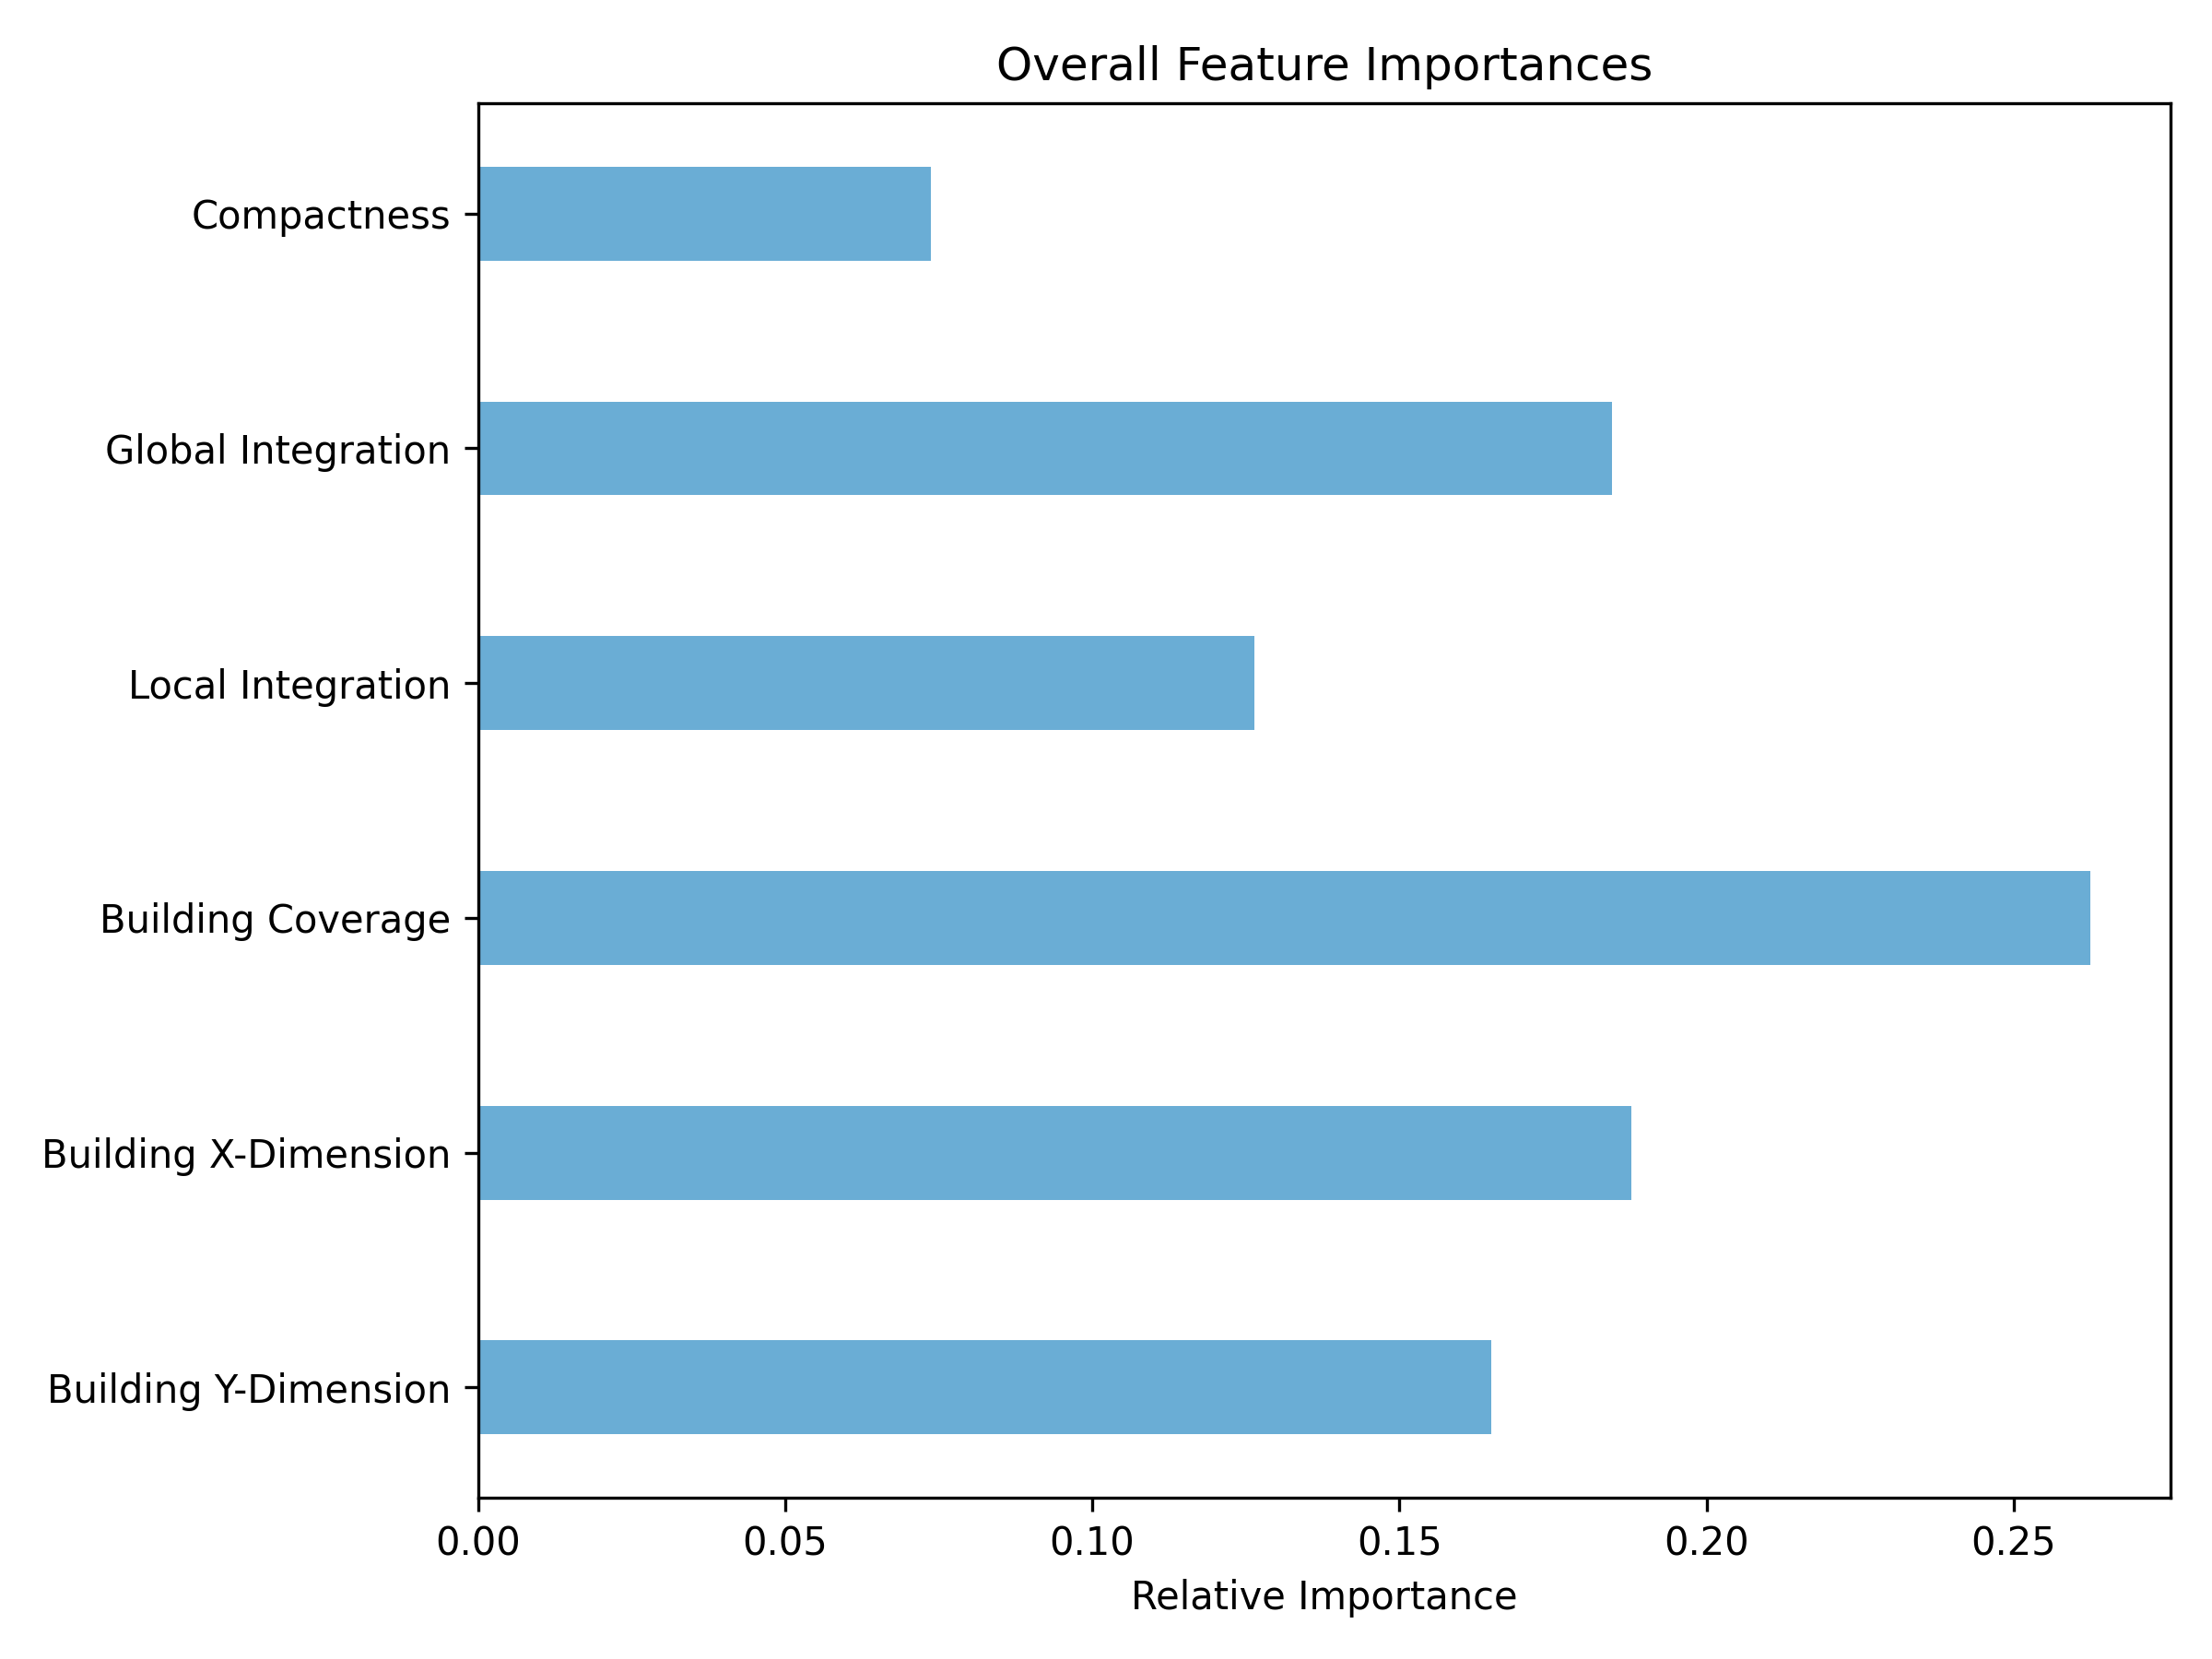 Overall Feature Importances
Compactness
Global Integration
Local Integration
Building Coverage
Building X-Dimension
Building Y-Dimension
0.00 0.05 0.10 0.15 0.20 0.25
Relative Importance